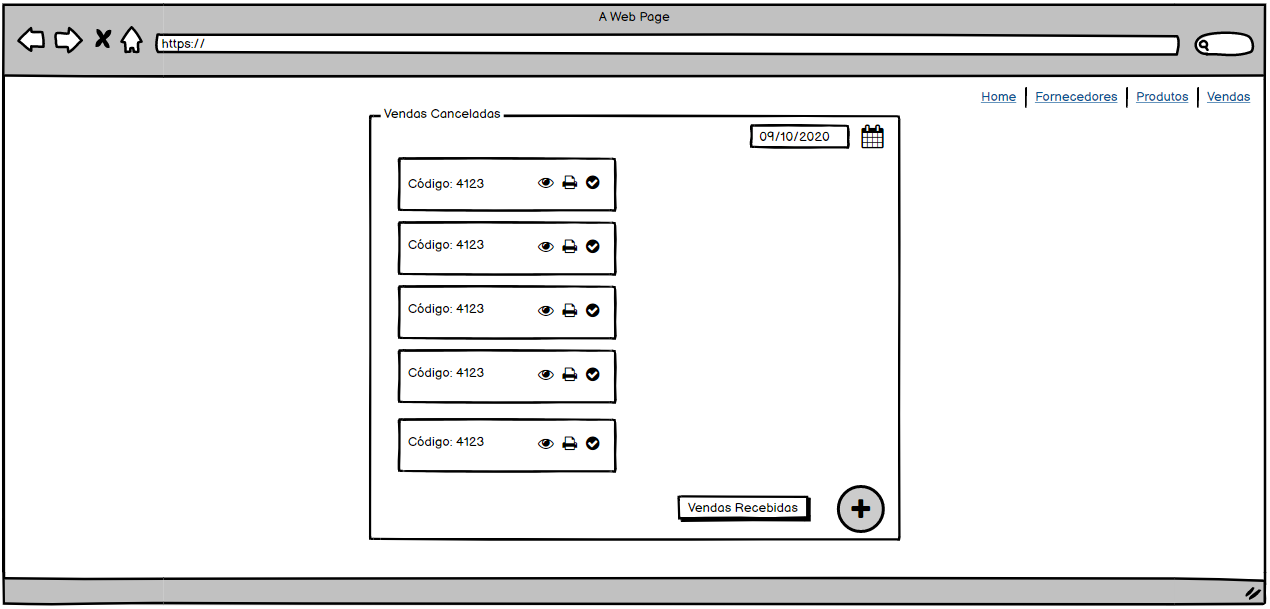 A Web Page
https://
Home
Fornecedores
Produtos
Vendas
Vendas Canceladas
09/10/2020
Código: 4123
Código: 4123
Código: 4123
Código: 4123
Código: 4123
Vendas Recebidas